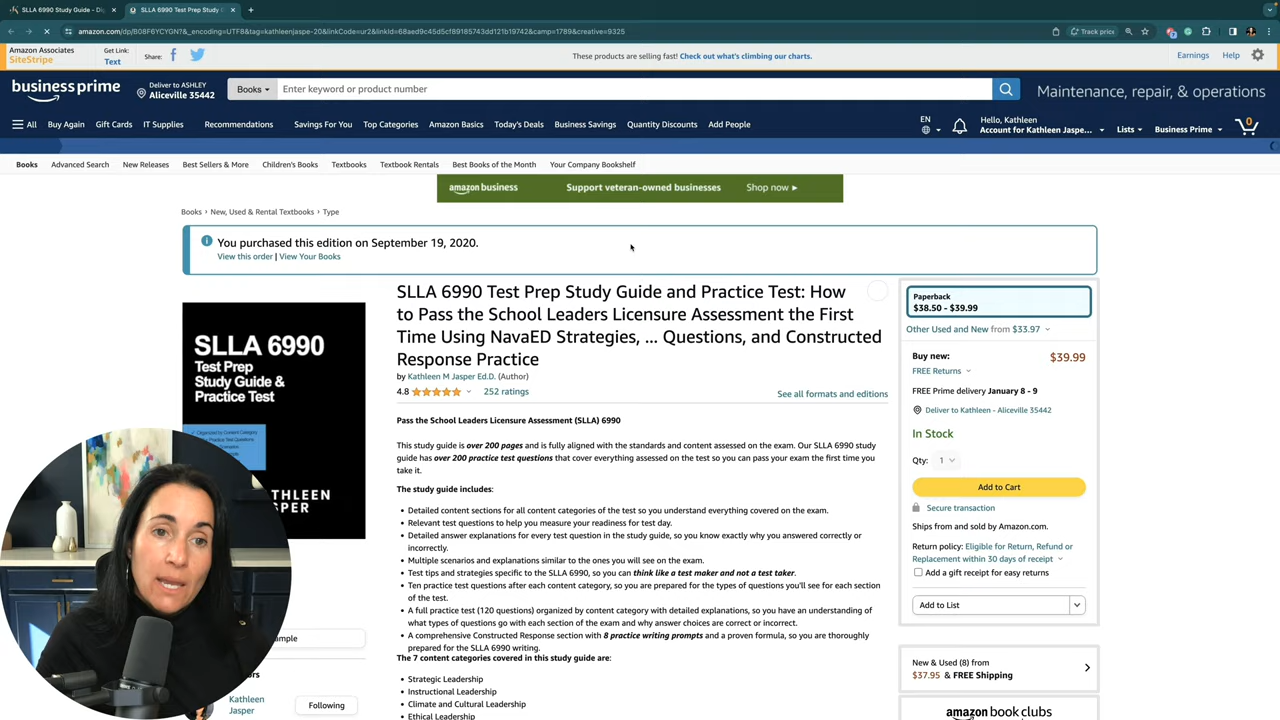 SLLA 6990 Study Guide - Di
SLLA 6990 Test Prep Study G
amazon.com/dp/B08F6YCYGN?&_encoding=UTF8&tag=kathleenjaspe-20&linkCode=ur2&linkId=68aed9c45d5cf89185743dd121b19742&camp=1789&creative=9325
Track price
Amazon Associates
SiteStripe
Get Link:
Text
Share:
These products are selling fast! Check out what's climbing our charts.
Earnings
Help
business prime
Deliver to ASHLEY
Aliceville 35442
Books
Enter keyword or product number
Maintenance, repair, & operations
All Buy Again Gift Cards IT Supplies Recommendations Savings For You Top Categories Amazon Basics Today's Deals Business Savings Quantity Discounts Add People
EN
Hello, Kathleen
Account for Kathleen Jaspe...
Lists
Business Prime
0
Books Advanced Search New Releases Best Sellers & More Children's Books Textbooks Textbook Rentals Best Books of the Month Your Company Bookshelf
amazon business Support veteran-owned businesses Shop now
Books › New, Used & Rental Textbooks › Type
You purchased this edition on September 19, 2020.
View this order | View Your Books
SLLA 6990
Test Prep
Study Guide &
Practice Test
Practice Test Questions
THLEEN
SPER
SLLA 6990 Test Prep Study Guide and Practice Test: How
to Pass the School Leaders Licensure Assessment the First
Time Using NavaED Strategies, ... Questions, and Constructed
Response Practice
by Kathleen M Jasper Ed.D. (Author)
4.8 252 ratings
See all formats and editions
Pass the School Leaders Licensure Assessment (SLLA) 6990
This study guide is over 200 pages and is fully aligned with the standards and content assessed on the exam. Our SLLA 6990 study
guide has over 200 practice test questions that cover everything assessed on the test so you can pass your exam the first time you
take it.
The study guide includes:
• Detailed content sections for all content categories of the test so you understand everything covered on the exam.
• Relevant test questions to help you measure your readiness for test day.
• Detailed answer explanations for every test question in the study guide, so you know exactly why you answered correctly or
incorrectly.
• Multiple scenarios and explanations similar to the ones you will see on the exam.
• Test tips and strategies specific to the SLLA 6990, so you can think like a test maker and not a test taker.
• Ten practice test questions after each content category, so you are prepared for the types of questions you'll see for each section
of the test.
• A full practice test (120 questions) organized by content category with detailed explanations, so you have an understanding of
what types of questions go with each section of the exam and why answer choices are correct or incorrect.
• A comprehensive Constructed Response section with 8 practice writing prompts and a proven formula, so you are thoroughly
prepared for the SLLA 6990 writing.
The 7 content categories covered in this study guide are:
• Strategic Leadership
• Instructional Leadership
• Climate and Cultural Leadership
• Ethical Leadership
Paperback
$38.50 - $39.99
Other Used and New from $33.97
Buy new: $39.99
FREE Returns
FREE Prime delivery January 8 - 9
Deliver to Kathleen - Aliceville 35442
In Stock
Qty: 1
Add to Cart
Secure transaction
Ships from and sold by Amazon.com.
Return policy: Eligible for Return, Refund or
Replacement within 30 days of receipt
Add a gift receipt for easy returns
Add to List
New & Used (8) from
$37.95 & FREE Shipping
amazon book clubs
Kathleen
Jasper
Following